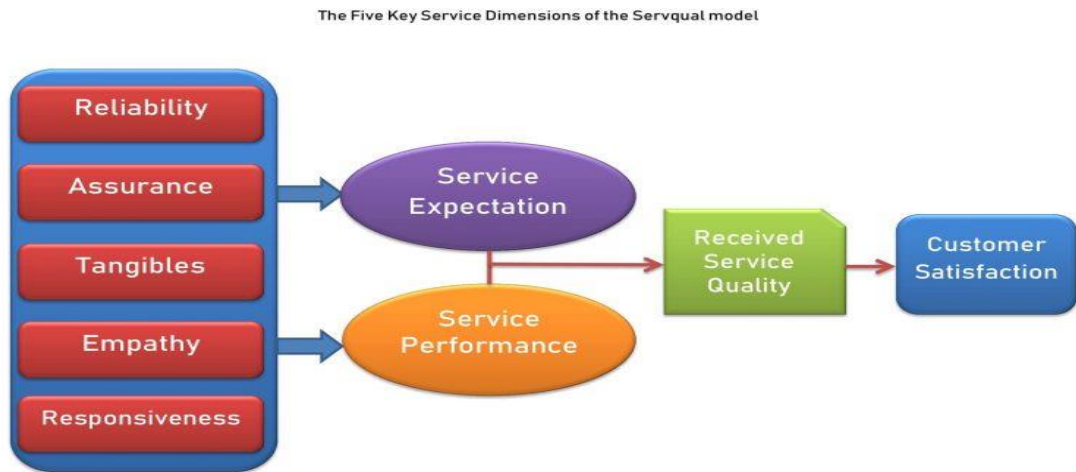 The Five Key Service Dimensions of the Servqual model
Reliability
Assurance
Tangibles
Empathy
Responsiveness
Service
Expectation
Service
Performance
Received
Service
Quality
Customer
Satisfaction